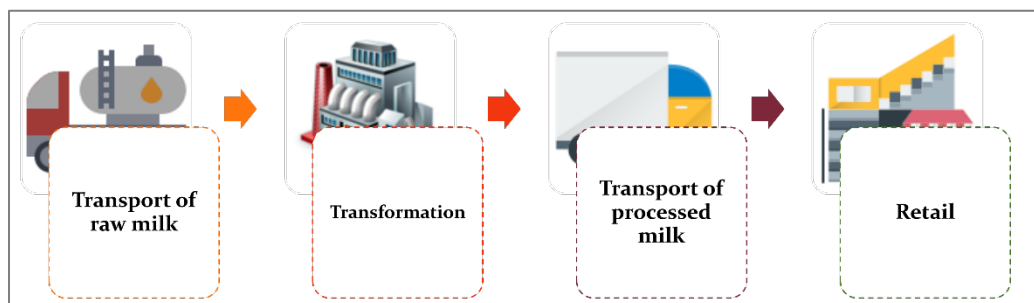 Transport of
raw milk
Transformation
Transport of
processed
milk
Retail